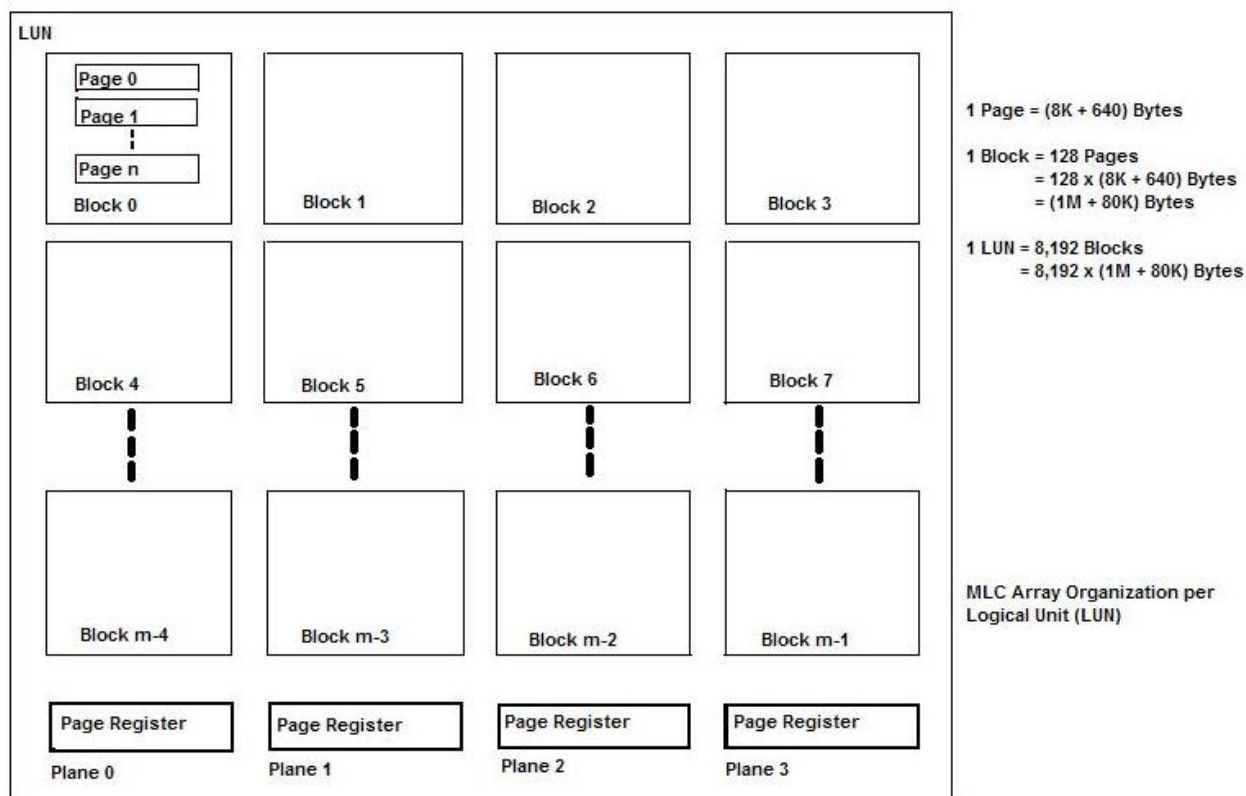 LUN
Page 0
Page 1
Page n
Block 0
Block 1
Block 2
Block 3
Block 4
Block 5
Block 6
Block 7
Block m-4
Block m-3
Block m-2
Block m-1
Page Register
Page Register
Page Register
Page Register
Plane 0
Plane 1
Plane 2
Plane 3
1 Page = (8K + 640) Bytes
1 Block = 128 Pages
= 128 x (8K + 640) Bytes
= (1M + 80K) Bytes
1 LUN = 8,192 Blocks
= 8,192 x (1M + 80K) Bytes
MLC Array Organization per
Logical Unit (LUN)